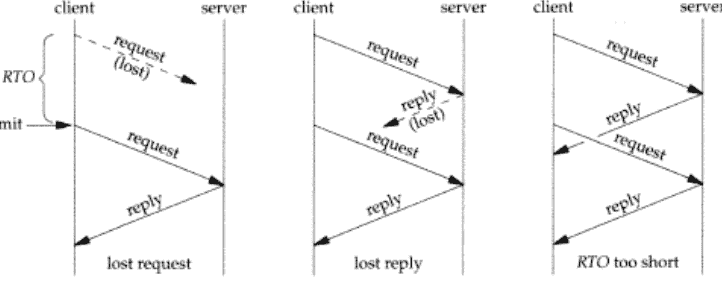 client
server
request
(lost)
RTO
mit
request
reply
lost request
client
server
request
reply
(lost)
request
reply
lost reply
client
server
request
reply
request
reply
RTO too short